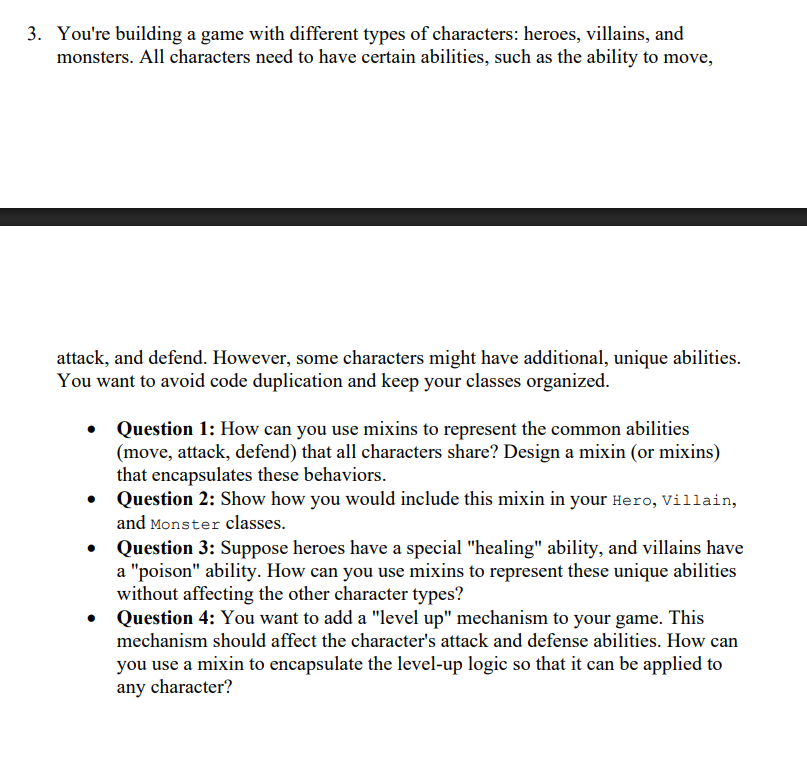 3. You're building a game with different types of characters: heroes, villains, and
monsters. All characters need to have certain abilities, such as the ability to move,
attack, and defend. However, some characters might have additional, unique abilities.
You want to avoid code duplication and keep your classes organized.
• Question 1: How can you use mixins to represent the common abilities
(move, attack, defend) that all characters share? Design a mixin (or mixins)
that encapsulates these behaviors.
• Question 2: Show how you would include this mixin in your Hero, Villain,
and Monster classes.
• Question 3: Suppose heroes have a special "healing" ability, and villains have
a "poison" ability. How can you use mixins to represent these unique abilities
without affecting the other character types?
• Question 4: You want to add a "level up" mechanism to your game. This
mechanism should affect the character's attack and defense abilities. How can
you use a mixin to encapsulate the level-up logic so that it can be applied to
any character?